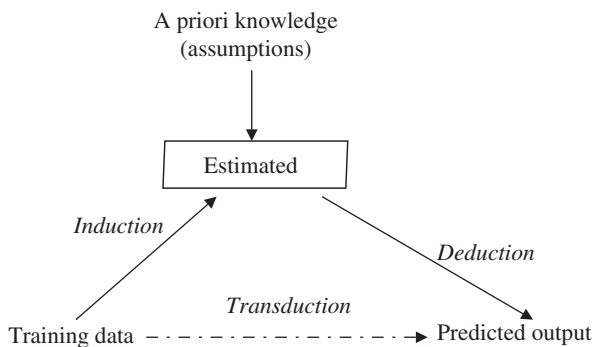 A priori knowledge
(assumptions)
Estimated
Induction
Deduction
Transduction
Training data
Predicted output